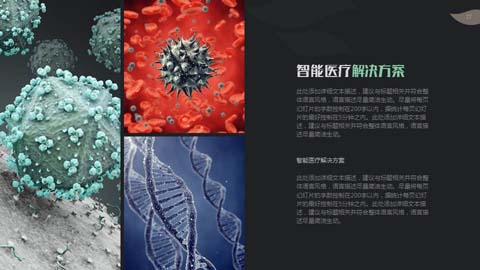 智能医疗解决方案
此处添加详细文本描述，建议与标题相关并符合整
体语言风格，语言描述尽量简洁生动。尽量将每页
幻灯片的字数控制在200字以内，据统计每页幻灯
片的最好控制在5分钟之内。此处添加详细文本描
述，建议与标题相关并符合整体语言风格，语言描
述尽量简洁生动。
智能医疗解决方案
此处添加详细文本描述，建议与标题相关并符合整
体语言风格，语言描述尽量简洁生动。尽量将每页
幻灯片的字数控制在200字以内，据统计每页幻灯
片的最好控制在5分钟之内。此处添加详细文本描
述，建议与标题相关并符合整体语言风格，语言描
述尽量简洁生动。